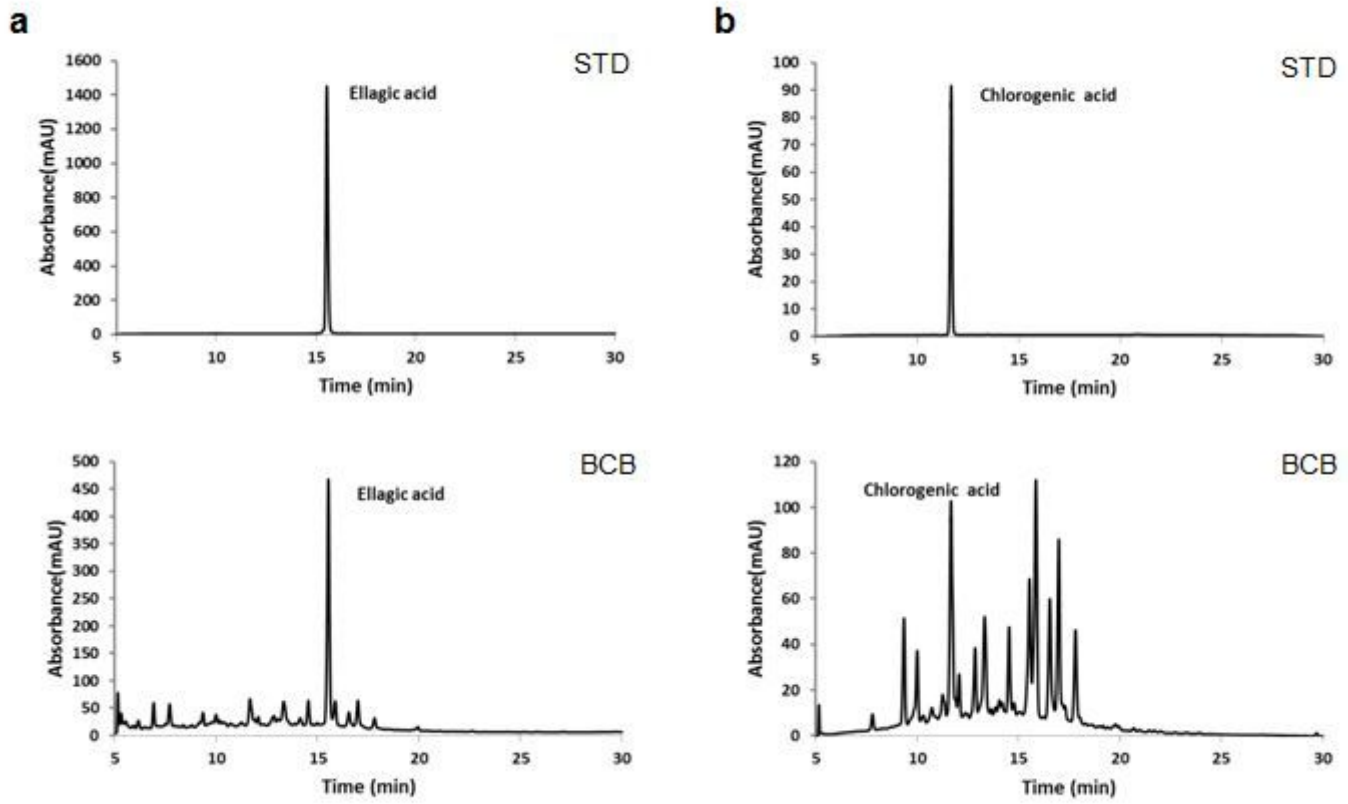 a
STD
Ellagic acid
Absorbance(mAU)
1600
1400
1200
1000
800
600
400
200
0
5 10 15 20 25 30
Time (min)
b
STD
Chlorogenic acid
Absorbance(mAU)
100
90
80
70
60
50
40
30
20
10
0
5 10 15 20 25 30
Time (min)
BCB
Ellagic acid
Absorbance(mAU)
500
450
400
350
300
250
200
150
100
50
0
5 10 15 20 25 30
Time (min)
BCB
Chlorogenic acid
Absorbance(mAU)
120
100
80
60
40
20
0
5 10 15 20 25 30
Time (min)